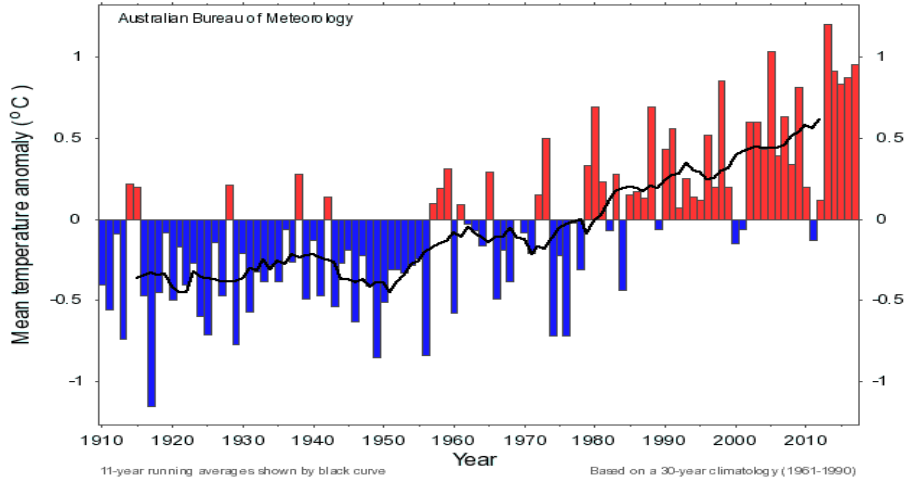 Australian Bureau of Meteorology
1
1
0.5
0.5
0
0
-0.5
-0.5
-1
-1
Mean temperature anomaly (ºC)
1910 1920 1930 1940 1950 1960 1970 1980 1990 2000 2010
Year
11-year running averages shown by black curve
Based on a 30-year climatology (1961-1990)